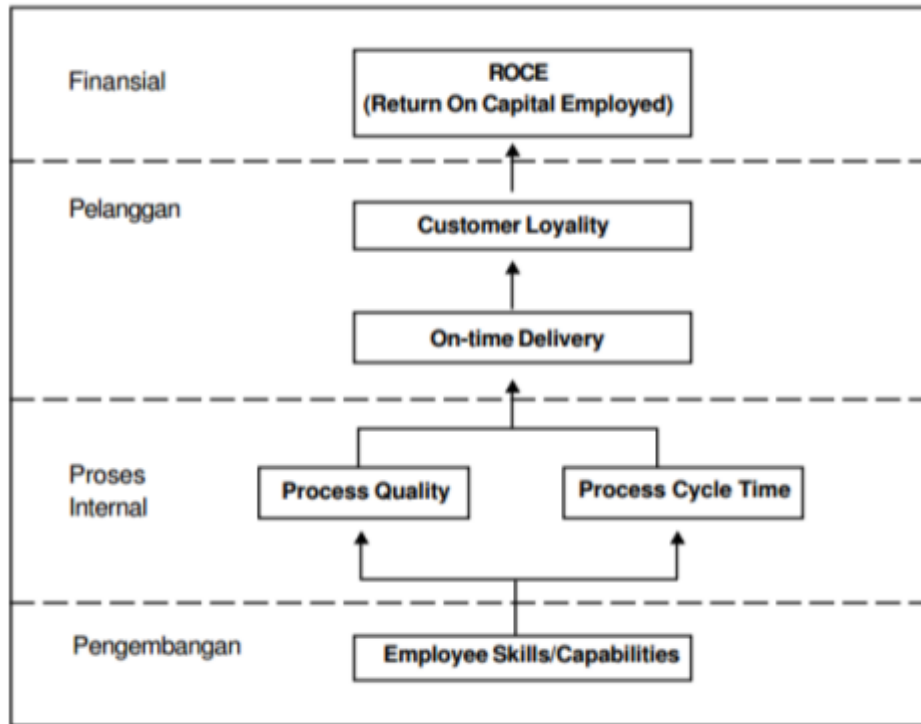 Finansial
ROCE
(Return On Capital Employed)
Pelanggan
Customer Loyality
On-time Delivery
Proses
Internal
Process Quality
Process Cycle Time
Pengembangan
Employee Skills/Capabilities